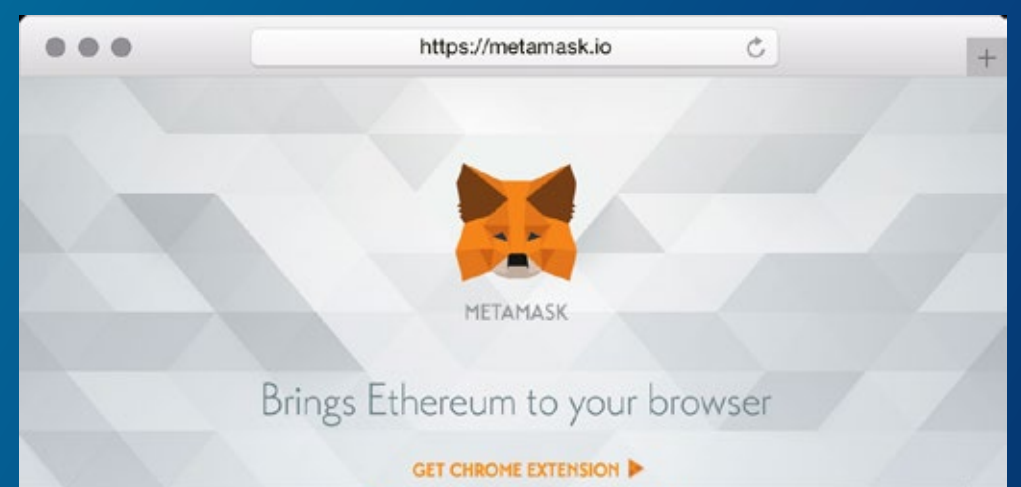 https://metamask.io
METAMASK
Brings Ethereum to your browser
GET CHROME EXTENSION